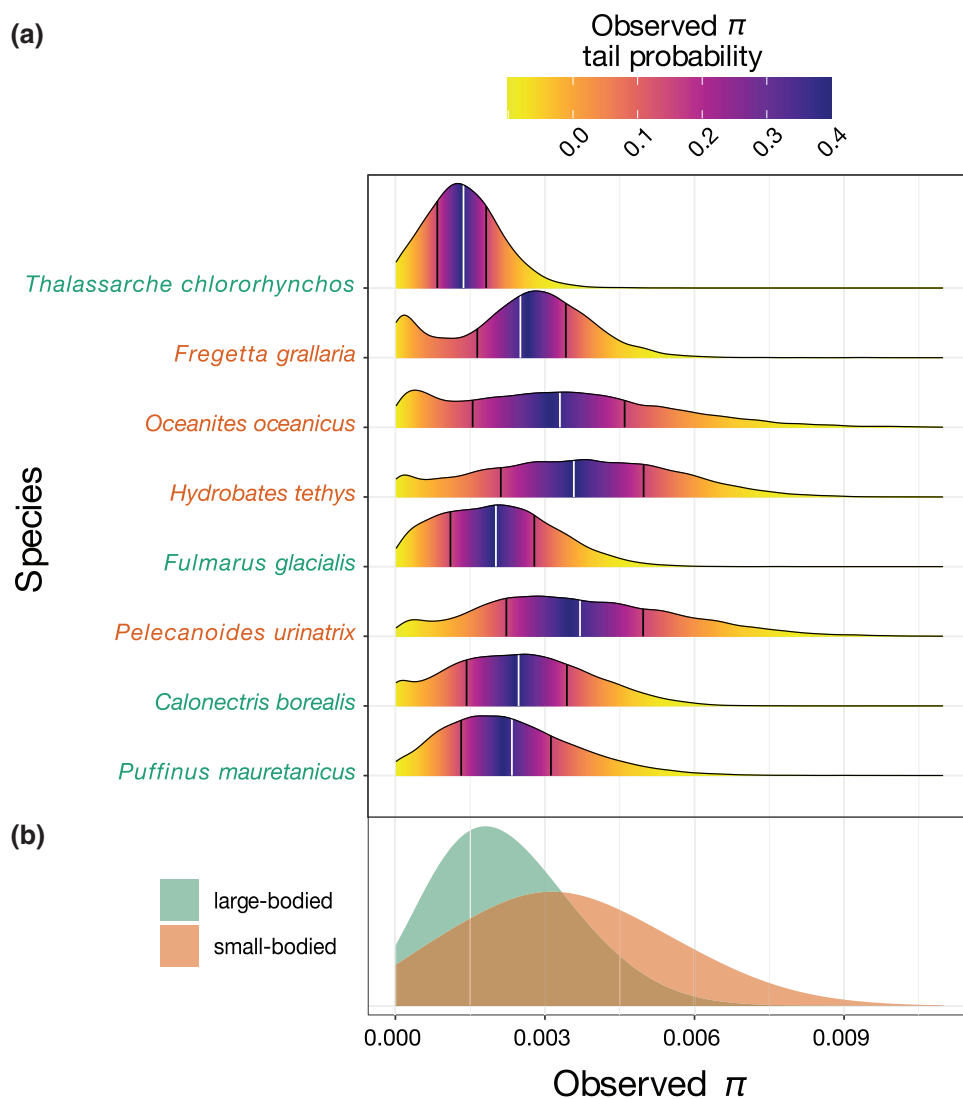 (a)
Observed π
tail probability
0.0 0.1 0.2 0.3 0.4
Species
Thalassarche chlororhynchos
Fregetta grallaria
Oceanites oceanicus
Hydrobates tethys
Fulmarus glacialis
Pelecanoides urinatrix
Calonectris borealis
Puffinus mauretanicus
(b)
large-bodied
small-bodied
0.000 0.003 0.006 0.009
Observed π